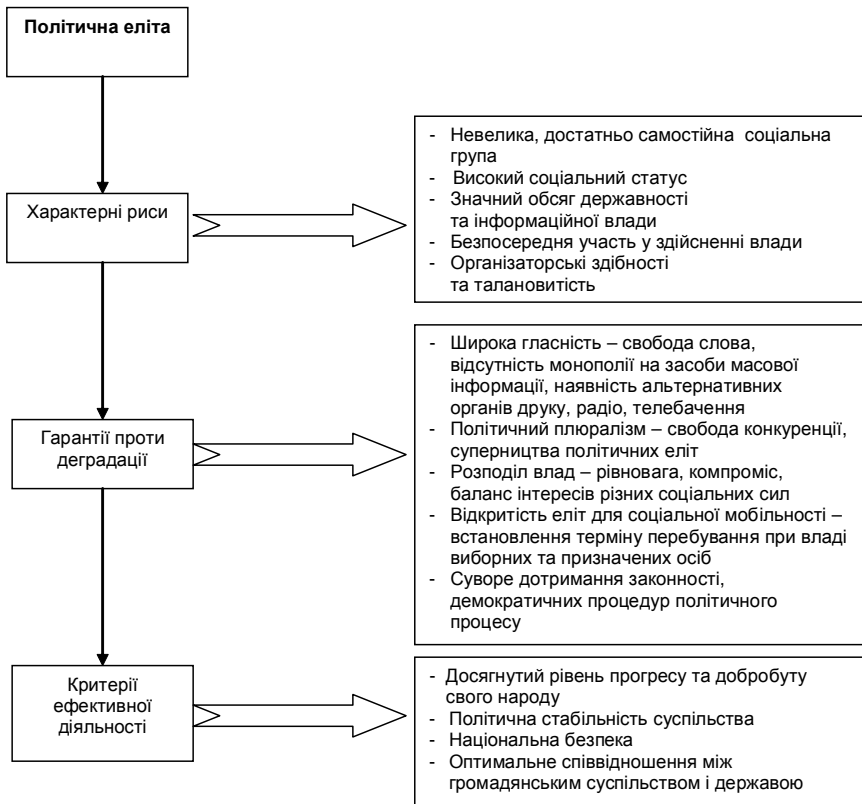 Політична еліта
Характерні риси
- Невелика, достатньо самостійна соціальна
група
- Високий соціальний статус
- Значний обсяг державності
та інформаційної влади
- Безпосередня участь у здійсненні влади
- Організаторські здібності
та талановитість
Гарантії проти
деградації
- Широка гласність – свобода слова,
відсутність монополії на засоби масової
інформації, наявність альтернативних
органів друку, радіо, телебачення
- Політичний плюралізм – свобода конкуренції,
суперництва політичних еліт
- Розподіл влад – рівновага, компроміс,
баланс інтересів різних соціальних сил
- Відкритість еліт для соціальної мобільності –
встановлення терміну перебування при владі
виборних та призначених осіб
- Суворе дотримання законності,
демократичних процедур політичного
процесу
Критерії
ефективної
діяльності
- Досягнутий рівень прогресу та добробуту
свого народу
- Політична стабільність суспільства
- Національна безпека
- Оптимальне співвідношення між
громадянським суспільством і державою